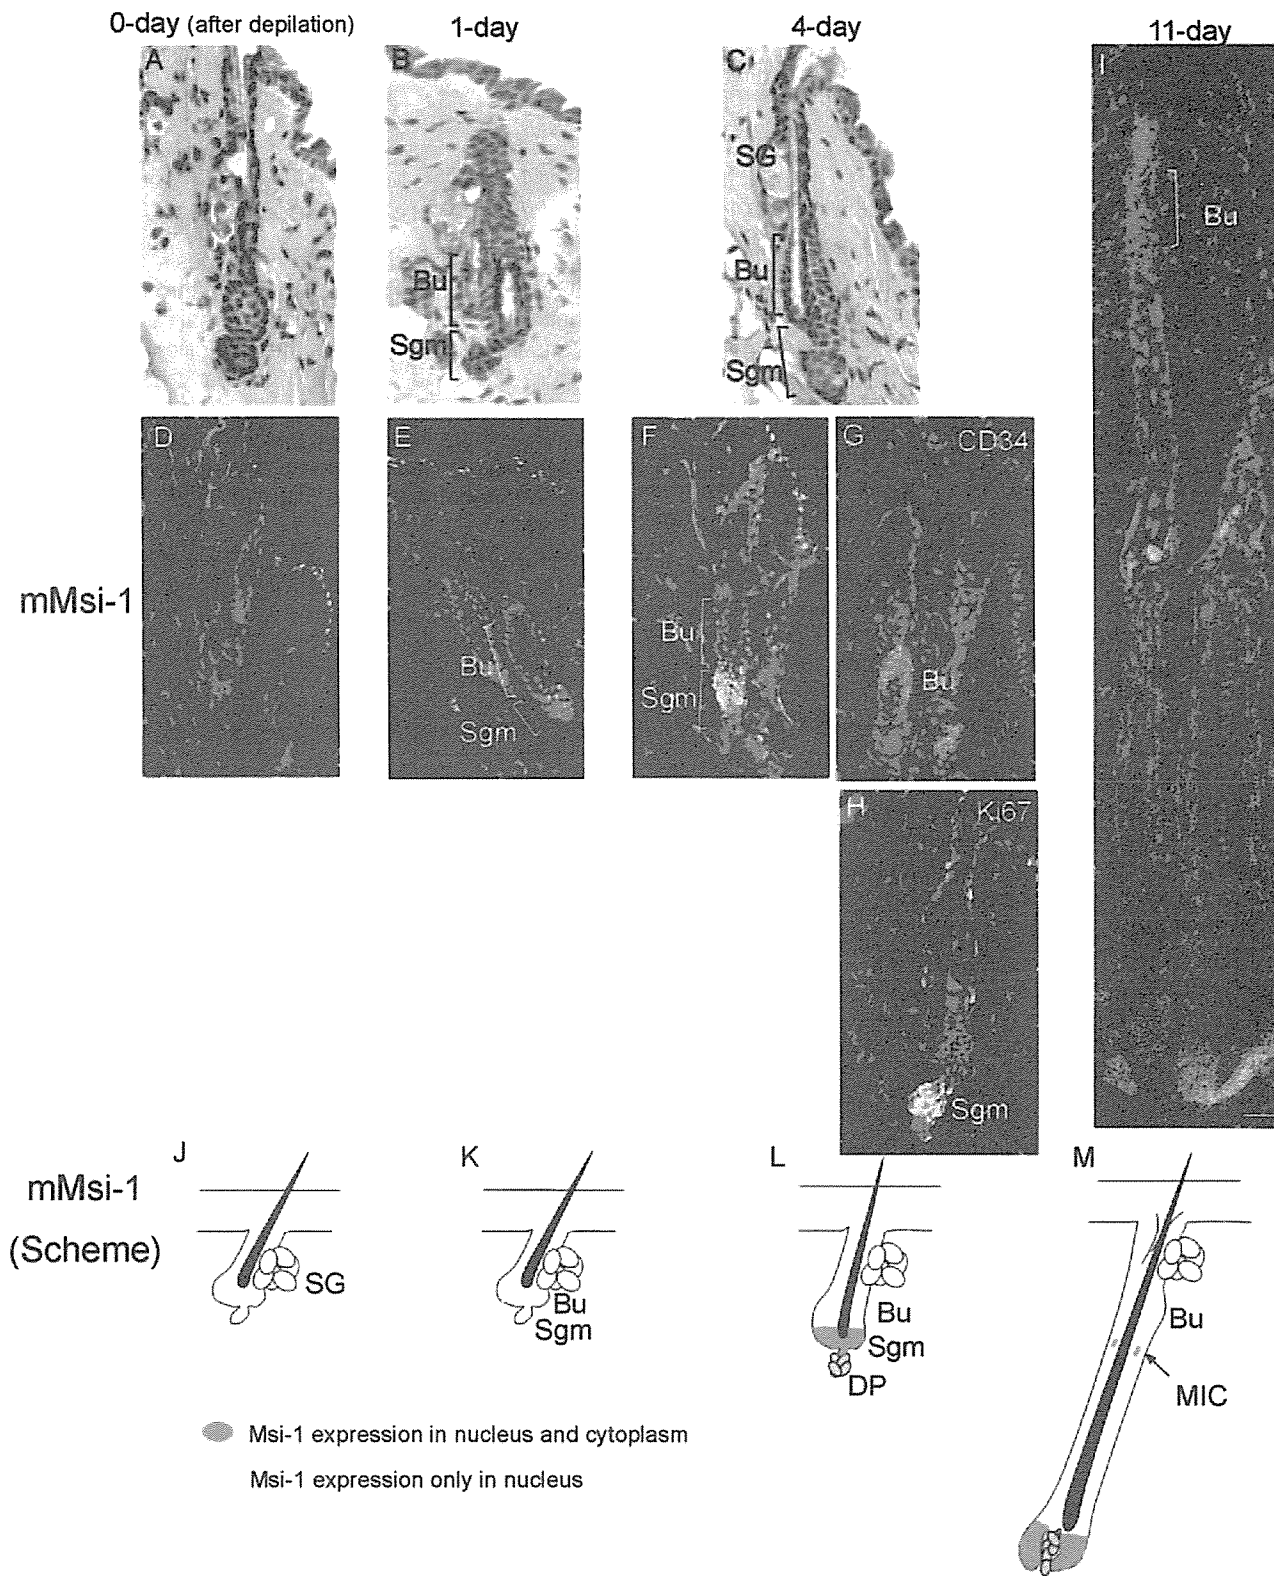 0-day (after depilation)
1-day
4-day
11-day
A
B
C
I
SG
Bu
Sgm
Bu
Sgm
Bu
mMsi-1
D
E
F
G
CD34
Bu
Sgm
Bu
Sgm
Bu
H
Ki67
Sgm
mMsi-1
(Scheme)
J
K
L
M
SG
Bu
Sgm
Bu
Sgm
DP
Bu
MIC
Msi-1 expression in nucleus and cytoplasm
Msi-1 expression only in nucleus